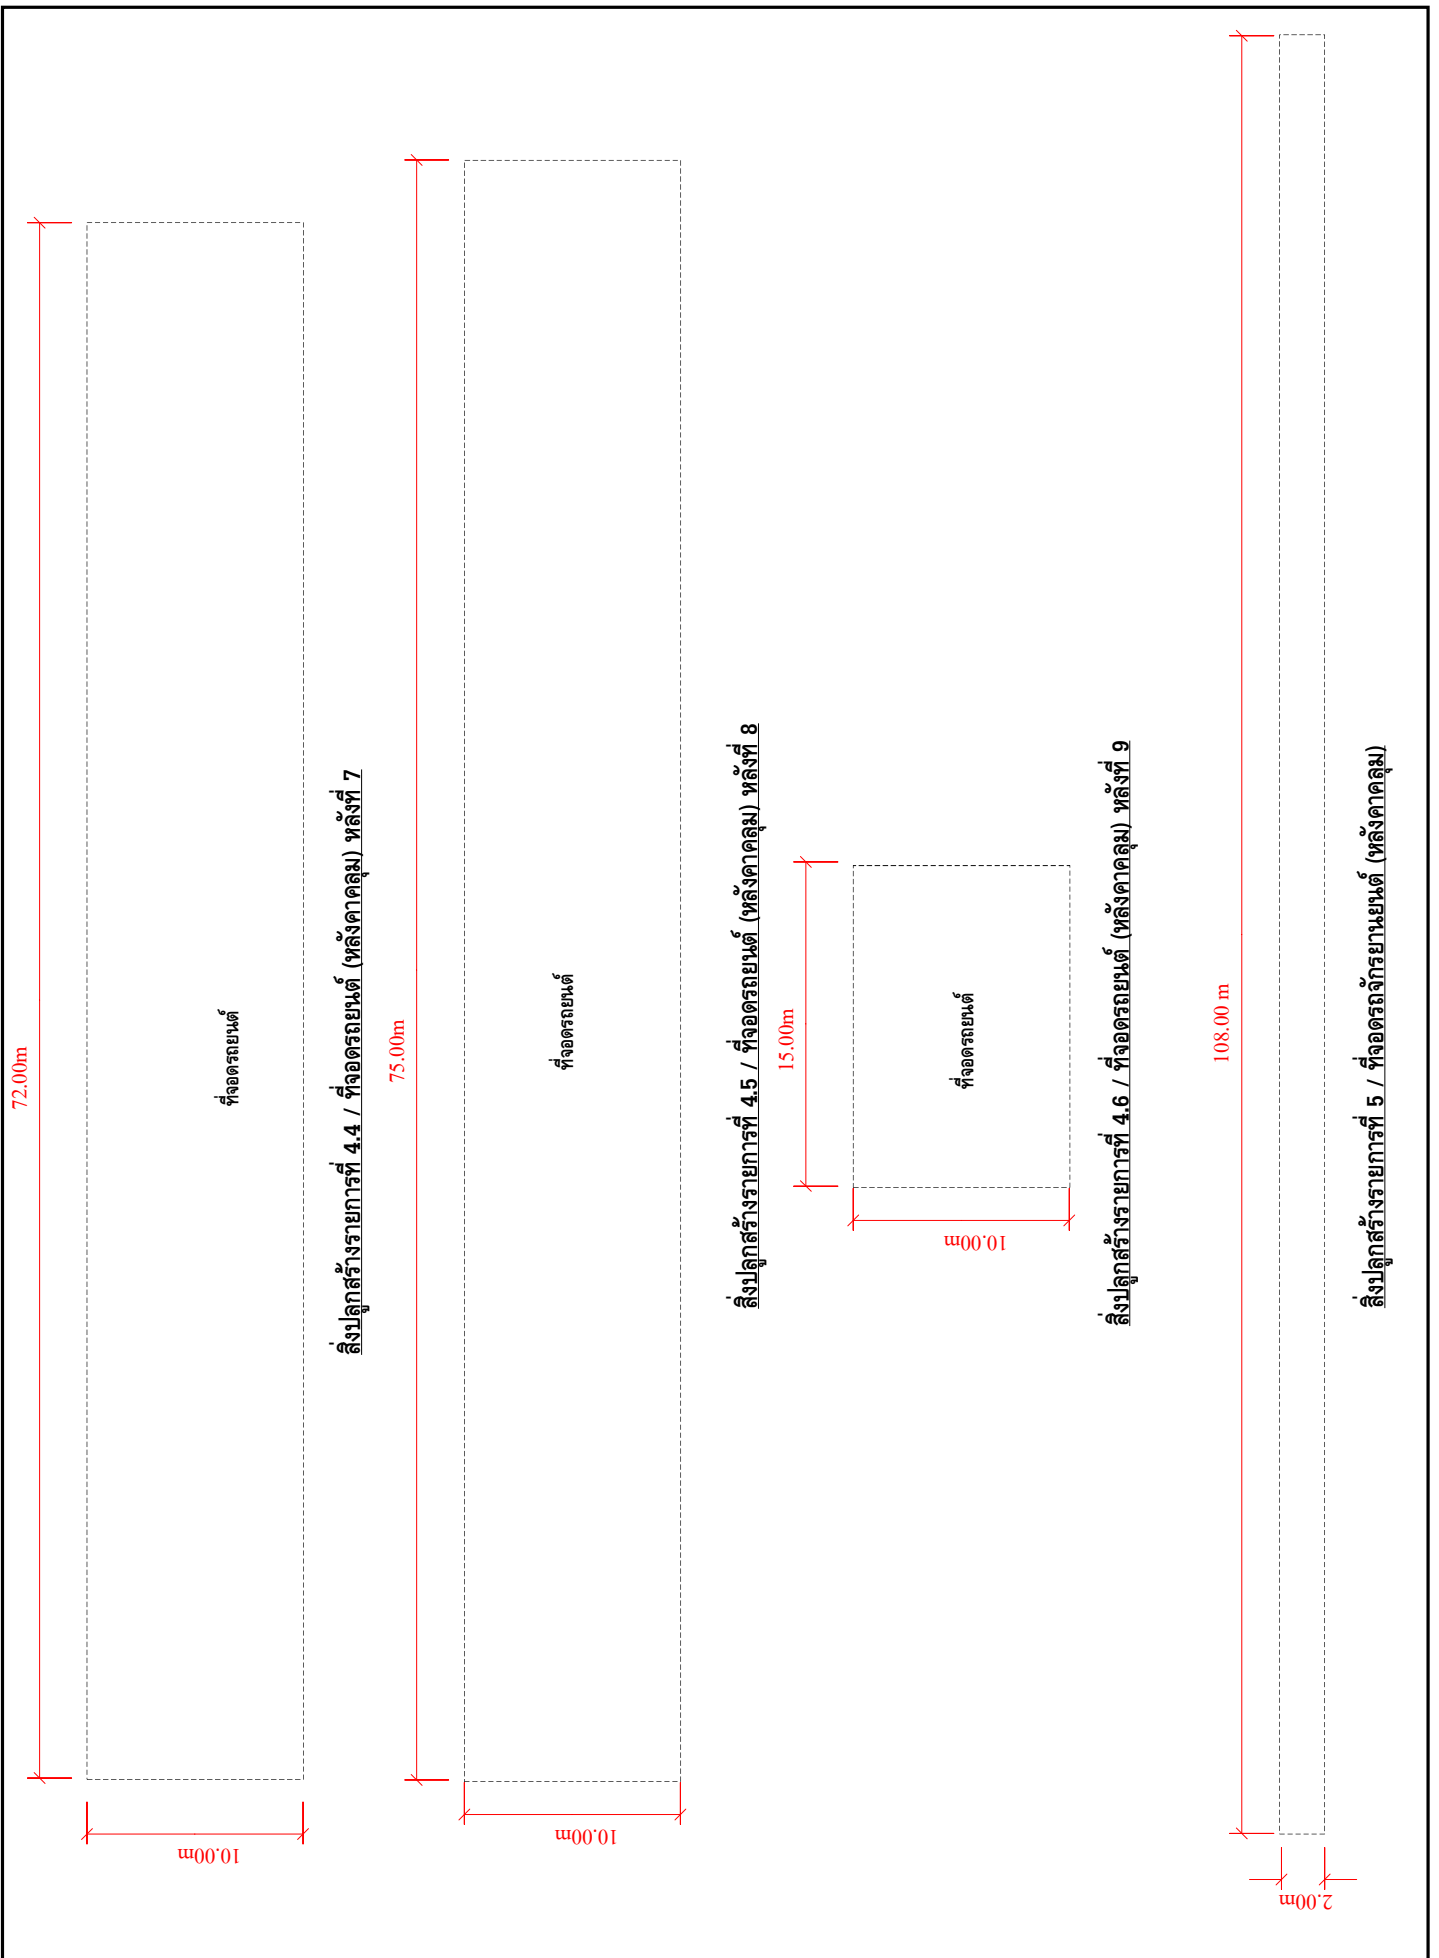 72.00m
ที่จอดรถยนต์
10.00m
สิ่งปลูกสร้างรายการที่ 4.4 / ที่จอดรถยนต์ (หลังคาคลุม) หลังที่ 7
75.00m
ที่จอดรถยนต์
10.00m
สิ่งปลูกสร้างรายการที่ 4.5 / ที่จอดรถยนต์ (หลังคาคลุม) หลังที่ 8
15.00m
ที่จอดรถยนต์
10.00m
สิ่งปลูกสร้างรายการที่ 4.6 / ที่จอดรถยนต์ (หลังคาคลุม) หลังที่ 9
108.00 m
2.00m
สิ่งปลูกสร้างรายการที่ 5 / ที่จอดรถจักรยานยนต์ (หลังคาคลุม)